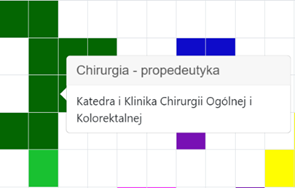 Chirurgia - propedeutyka
Katedra i Klinika Chirurgii Ogólnej i
Kolorektalnej